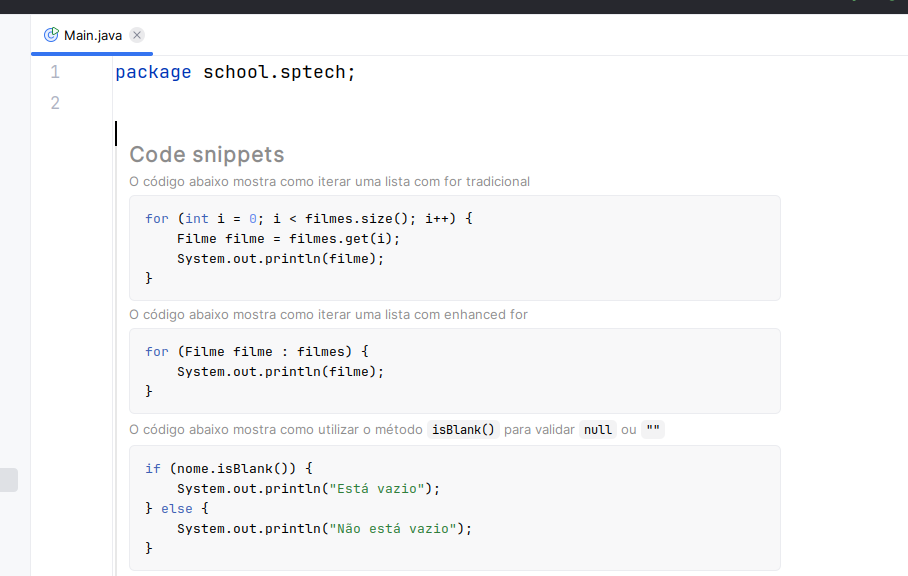 Main.java
1 package school.sptech;
2
Code snippets
O código abaixo mostra como iterar uma lista com for tradicional
for (int i = 0; i < filmes.size(); i++) {
    Filme filme = filmes.get(i);
    System.out.println(filme);
}
O código abaixo mostra como iterar uma lista com enhanced for
for (Filme filme : filmes) {
    System.out.println(filme);
}
O código abaixo mostra como utilizar o método isBlank() para validar null ou ""
if (nome.isBlank()) {
    System.out.println("Está vazio");
} else {
    System.out.println("Não está vazio");
}